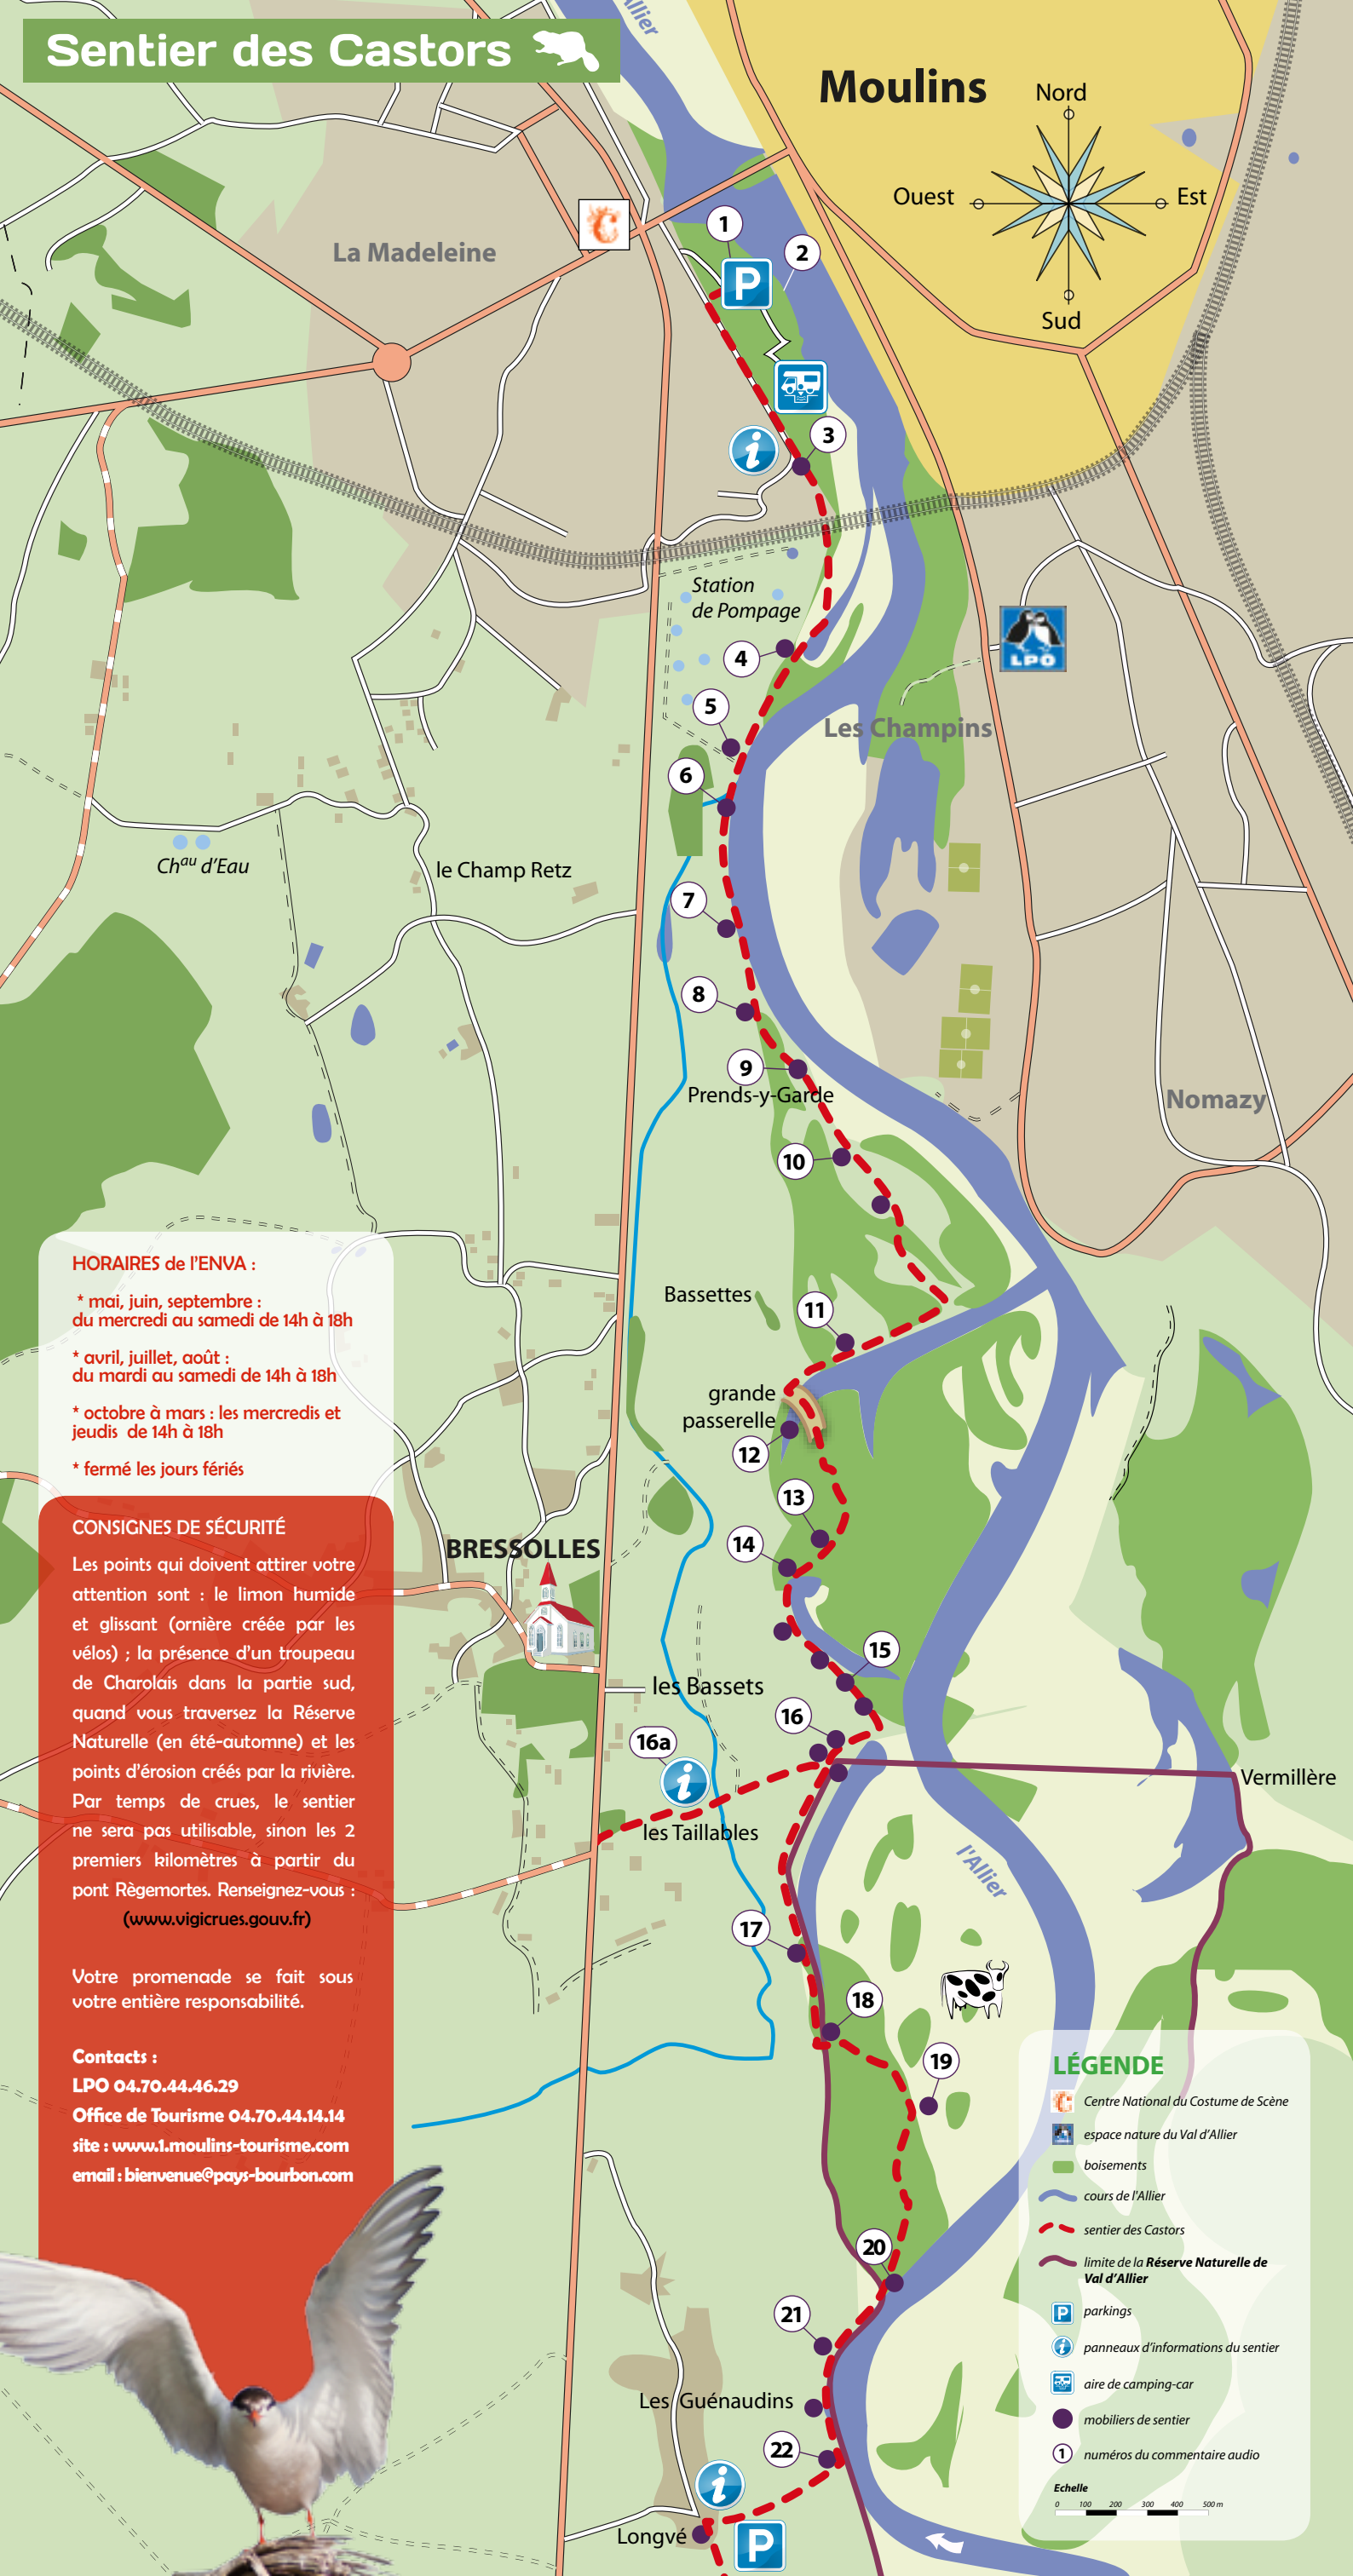 Sentier des Castors
Allier
Moulins
Nord
Ouest
Est
Sud
La Madeleine
C
1
P
2
3
i
Station
de Pompage
LPO
4
5
Les Champins
6
Chau d'Eau
le Champ Retz
7
8
9
Prends-y-Garde
Nomazy
10
Bassettes
11
grande
passerelle
12
13
14
BRESSOLLES
15
les Bassets
16
16a
i
Vermillère
les Taillables
l'Allier
17
18
19
20
21
Les Guénaudins
22
i
Longvé
P
HORAIRES de l'ENVA :
* mai, juin, septembre :
du mercredi au samedi de 14h à 18h
* avril, juillet, août :
du mardi au samedi de 14h à 18h
* octobre à mars : les mercredis et
jeudis de 14h à 18h
* fermé les jours fériés
CONSIGNES DE SÉCURITÉ
Les points qui doivent attirer votre
attention sont : le limon humide
et glissant (ornière créée par les
vélos) ; la présence d'un troupeau
de Charolais dans la partie sud,
quand vous traversez la Réserve
Naturelle (en été-automne) et les
points d'érosion créés par la rivière.
Par temps de crues, le sentier
ne sera pas utilisable, sinon les 2
premiers kilomètres à partir du
pont Règemortes. Renseignez-vous :
(www.vigicrues.gouv.fr)
Votre promenade se fait sous
votre entière responsabilité.
Contacts :
LPO 04.70.44.46.29
Office de Tourisme 04.70.44.14.14
site : www.1.moulins-tourisme.com
email : bienvenue@pays-bourbon.com
LÉGENDE
Centre National du Costume de Scène
espace nature du Val d'Allier
boisements
cours de l'Allier
sentier des Castors
limite de la Réserve Naturelle de
Val d'Allier
P parkings
i panneaux d'informations du sentier
aire de camping-car
mobiliers de sentier
1 numéros du commentaire audio
Echelle
0 100 200 300 400 500 m